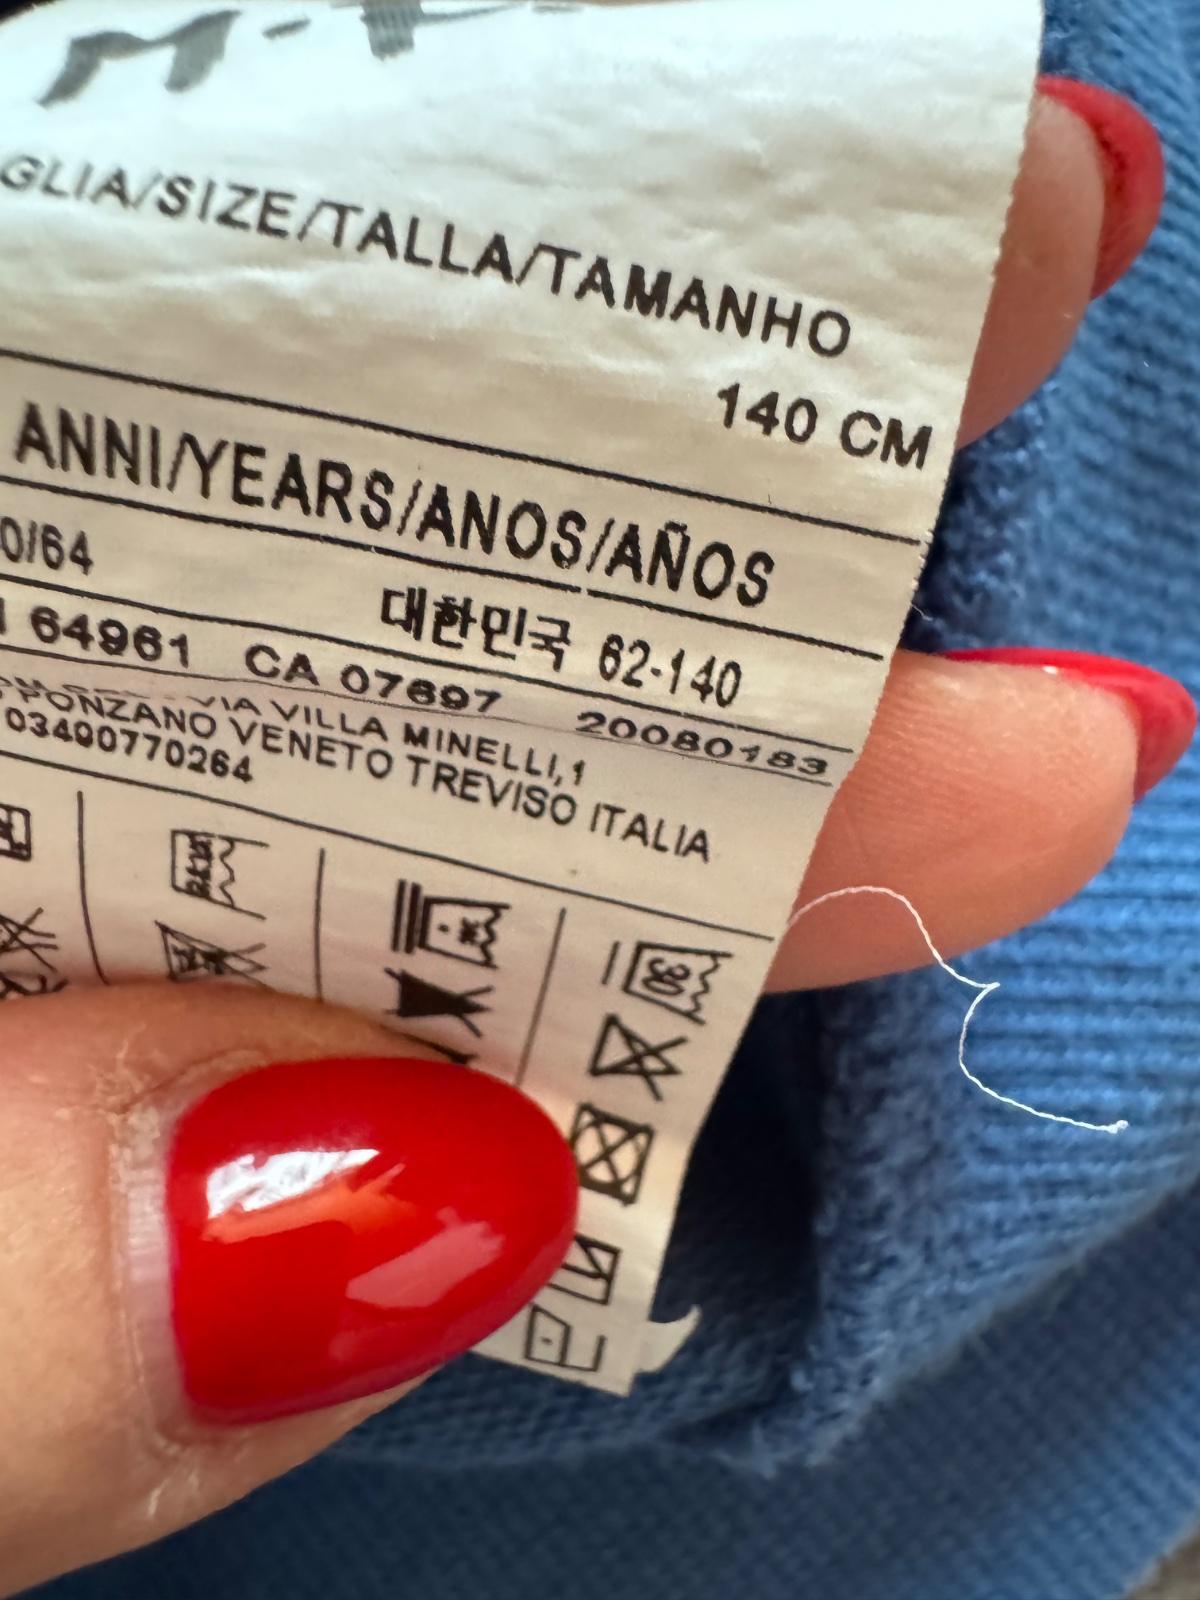 GLIA/SIZE/TALLA/TAMANHO
140 CM
ANNI/YEARS/ANOS/AÑOS
0/64
대한민국 62-140
64961 CA 07697 20080183
VIA VILLA MINELLI,1
PONZANO VENETO TREVISO ITALIA
03490770264
30